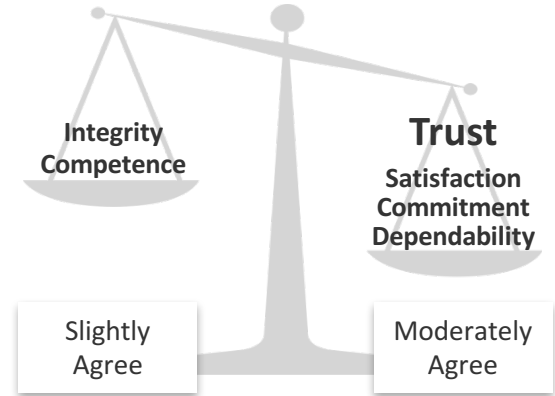 Integrity
Competence
Trust
Satisfaction
Commitment
Dependability
Slightly
Agree
Moderately
Agree